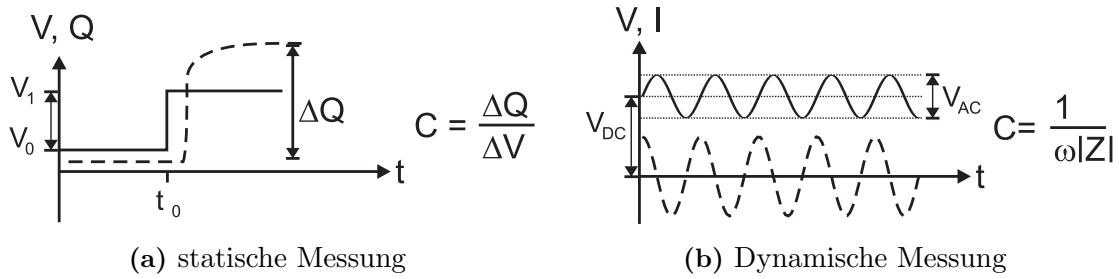 V, Q
V₁
V₀
ΔQ
t
t₀
C = ΔQ / ΔV
(a) statische Messung
V, I
V_DC
V_AC
t
C= 1 / ω|Z|
(b) Dynamische Messung